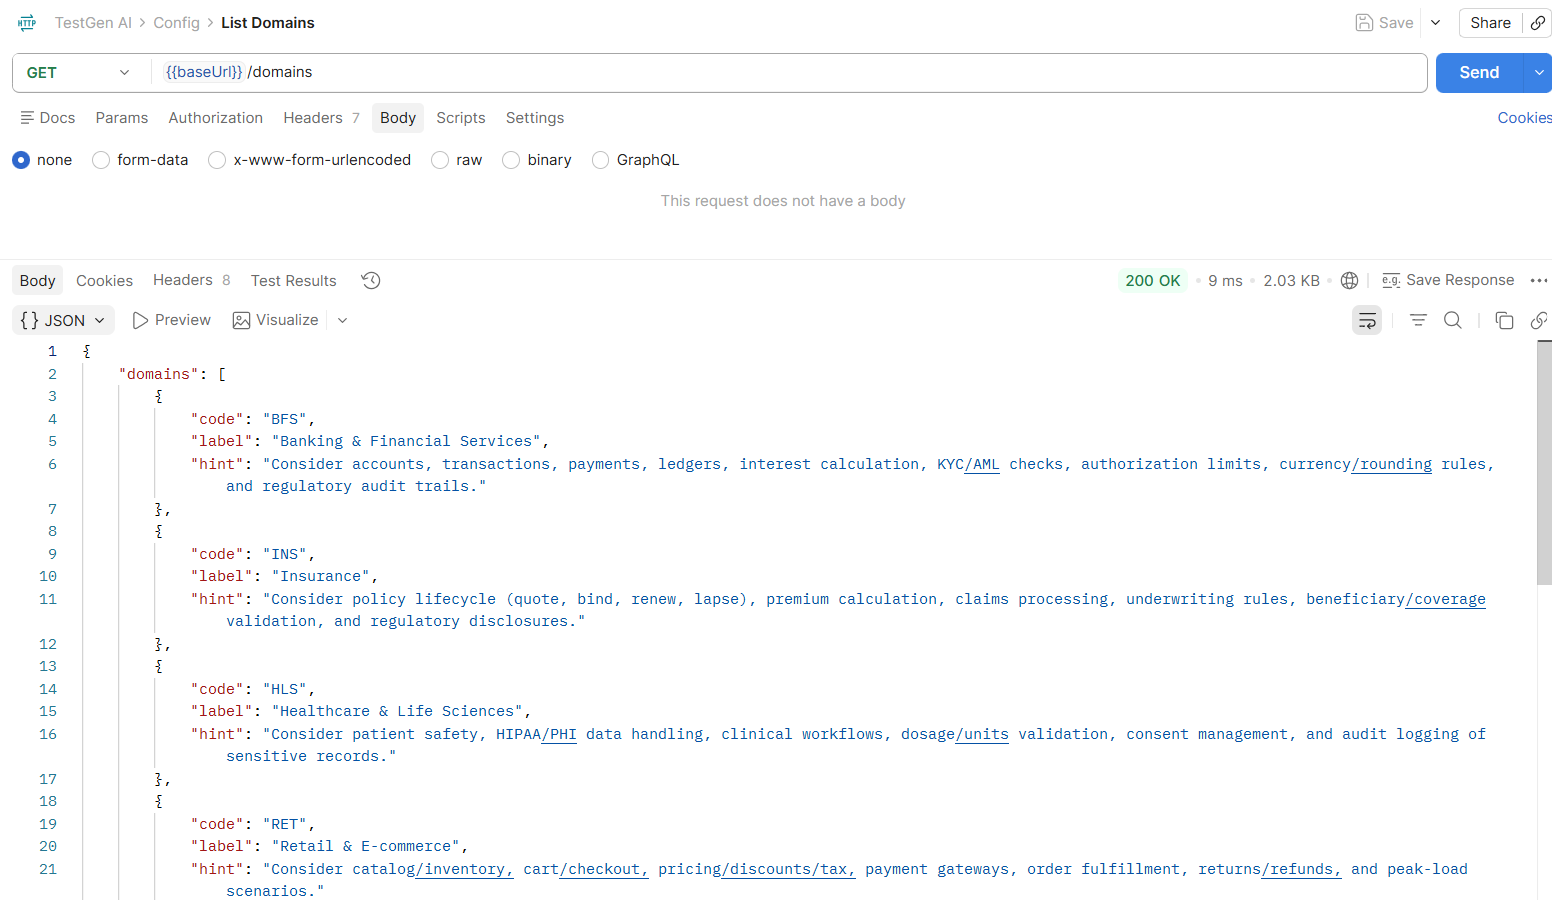 HTTP TestGen AI > Config > List Domains Save Share
GET {{baseUrl}} /domains Send
Docs Params Authorization Headers 7 Body Scripts Settings Cookies
none form-data x-www-form-urlencoded raw binary GraphQL
This request does not have a body
Body Cookies Headers 8 Test Results 200 OK • 9 ms • 2.03 KB • e.g. Save Response
{} JSON Preview Visualize
1 {
2 "domains": [
3 {
4 "code": "BFS",
5 "label": "Banking & Financial Services",
6 "hint": "Consider accounts, transactions, payments, ledgers, interest calculation, KYC/AML checks, authorization limits, currency/rounding rules,
and regulatory audit trails."
7 },
8 {
9 "code": "INS",
10 "label": "Insurance",
11 "hint": "Consider policy lifecycle (quote, bind, renew, lapse), premium calculation, claims processing, underwriting rules, beneficiary/coverage
validation, and regulatory disclosures."
12 },
13 {
14 "code": "HLS",
15 "label": "Healthcare & Life Sciences",
16 "hint": "Consider patient safety, HIPAA/PHI data handling, clinical workflows, dosage/units validation, consent management, and audit logging of
sensitive records."
17 },
18 {
19 "code": "RET",
20 "label": "Retail & E-commerce",
21 "hint": "Consider catalog/inventory, cart/checkout, pricing/discounts/tax, payment gateways, order fulfillment, returns/refunds, and peak-load
scenarios."